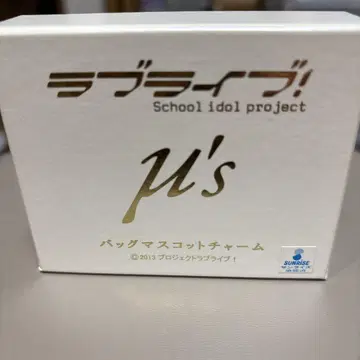 ラブライブ!
School idol project
μ's
バッグマスコットチャーム
©2013 プロジェクトラブライブ!
SUNRISE